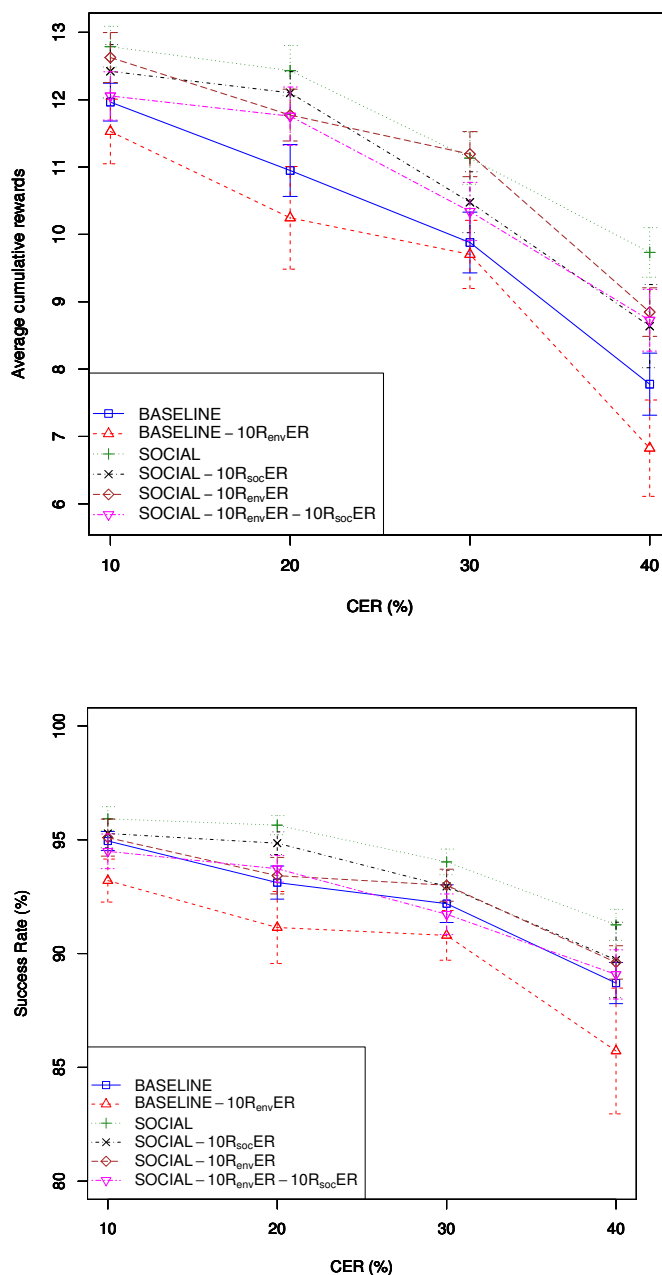 13
12
11
10
9
8
7
6
Average cumulative rewards
BASELINE
BASELINE – 10RenvER
SOCIAL
SOCIAL – 10RsocER
SOCIAL – 10RenvER
SOCIAL – 10RenvER – 10RsocER
10 20 30 40
CER (%)
100
95
90
85
80
Success Rate (%)
BASELINE
BASELINE – 10RenvER
SOCIAL
SOCIAL – 10RsocER
SOCIAL – 10RenvER
SOCIAL – 10RenvER – 10RsocER
10 20 30 40
CER (%)